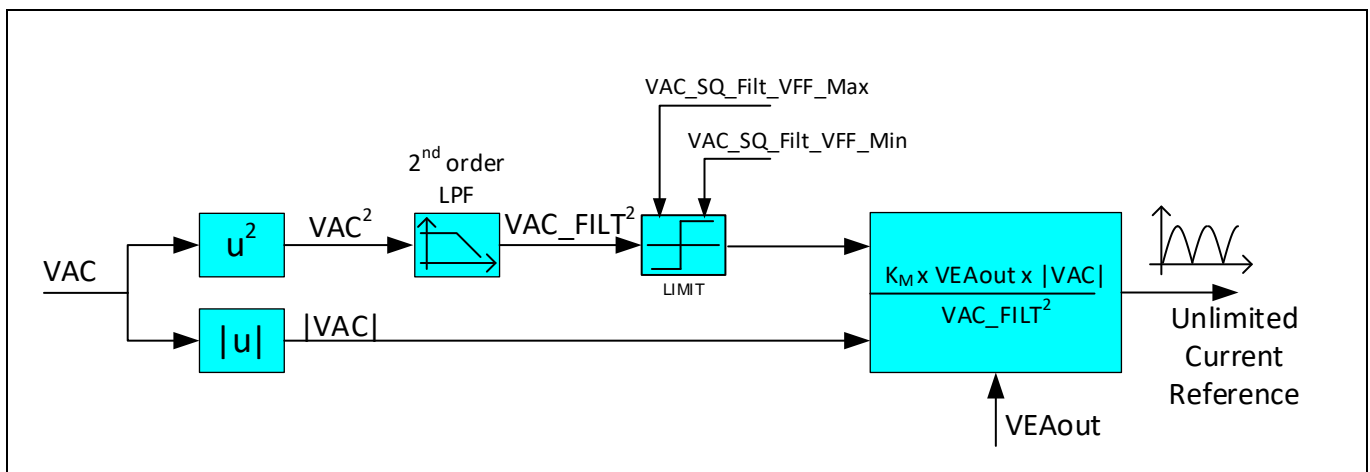 VAC_SQ_Filt_VFF_Max
VAC_SQ_Filt_VFF_Min
2nd order
LPF
VAC
u2
VAC2
VAC_FILT2
LIMIT
|u|
|VAC|
KM x VEAout x |VAC|
VAC_FILT2
Unlimited
Current
Reference
VEAout